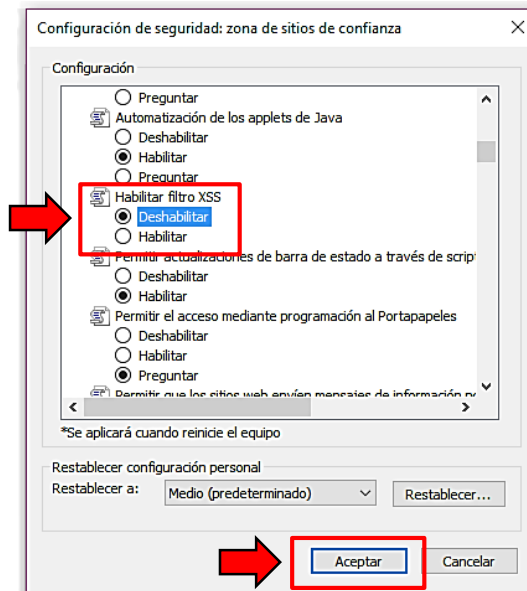 Configuración de seguridad: zona de sitios de confianza
Configuración
Preguntar
Automatización de los applets de Java
Deshabilitar
Habilitar
Preguntar
Habilitar filtro XSS
Deshabilitar
Habilitar
Permitir actualizaciones de barra de estado a través de scrip
Deshabilitar
Habilitar
Permitir el acceso mediante programación al Portapapeles
Deshabilitar
Habilitar
Preguntar
Permitir que los sitios web envíen mensajes de información
*Se aplicará cuando reinicie el equipo
Restablecer configuración personal
Restablecer a:
Medio (predeterminado)
Restablecer...
Aceptar
Cancelar